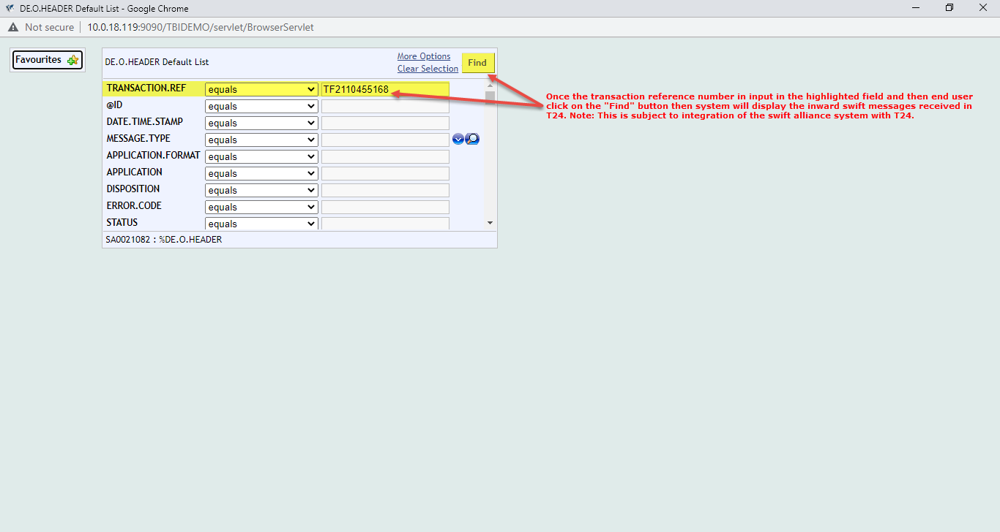 DE.O.HEADER Default List - Google Chrome
Not secure 10.0.18.119:9090/TBIDEMO/servlet/BrowserServlet
Favourites
DE.O.HEADER Default List
More Options
Clear Selection
Find
TRANSACTION.REF equals TF2110455168
@ID equals
DATE.TIME.STAMP equals
MESSAGE.TYPE equals
APPLICATION.FORMAT equals
APPLICATION equals
DISPOSITION equals
ERROR.CODE equals
STATUS equals
SA0021082 : %DE.O.HEADER
Once the transaction reference number in input in the highlighted field and then end user
click on the "Find" button then system will display the inward swift messages received in
T24. Note: This is subject to integration of the swift alliance system with T24.